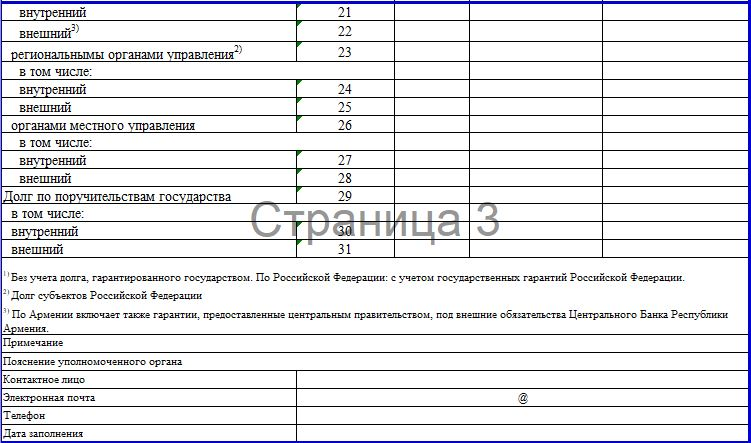 внутренний 21
внешний3) 22
региональнымы органами управления2) 23
в том числе:
внутренний 24
внешний 25
органами местного управления 26
в том числе:
внутренний 27
внешний 28
Долг по поручительствам государства 29
в том числе:
Страница 3
внутренний 30
внешний 31
1) Без учета долга, гарантированного государством. По Российской Федерации: с учетом государственных гарантий Российской Федерации.
2) Долг субъектов Российской Федерации
3) По Армении включает также гарантии, предоставленные центральным правительством, под внешние обязательства Центрального Банка Республики
Армения.
Примечание
Пояснение уполномоченного органа
Контактное лицо
Электронная почта @
Телефон
Дата заполнения